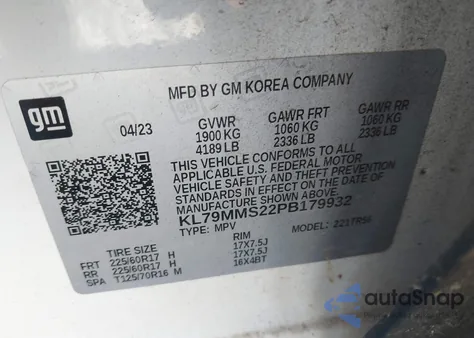 MFD BY GM KOREA COMPANY
gm
04/23 GVWR GAWR FRT GAWR RR
1900 KG 1060 KG 1060 KG
4189 LB 2336 LB 2336 LB
THIS VEHICLE CONFORMS TO ALL
APPLICABLE U.S. FEDERAL MOTOR
VEHICLE SAFETY AND THEFT PREVENTION
STANDARDS IN EFFECT ON THE DATE OF
MANUFACTURE SHOWN ABOVE.
KL79MMS22PB179932
TYPE: MPV MODEL:
TIRE SIZE RIM
FRT 225/60R17 H 17X7.5J
RR 225/60R17 H 17X7.5J
SPA T125/70R16 M 16X4BT
autoSnap